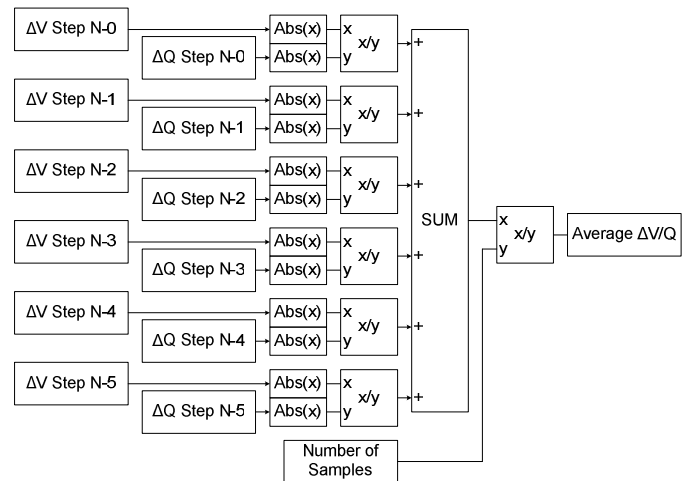 ΔV Step N-0
Abs(x)
x
x/y
+
ΔQ Step N-0
Abs(x)
y
ΔV Step N-1
Abs(x)
x
x/y
+
ΔQ Step N-1
Abs(x)
y
ΔV Step N-2
Abs(x)
x
x/y
+
ΔQ Step N-2
Abs(x)
y
SUM
x
x/y
y
Average ΔV/Q
ΔV Step N-3
Abs(x)
x
x/y
+
ΔQ Step N-3
Abs(x)
y
ΔV Step N-4
Abs(x)
x
x/y
+
ΔQ Step N-4
Abs(x)
y
ΔV Step N-5
Abs(x)
x
x/y
+
ΔQ Step N-5
Abs(x)
y
Number of
Samples